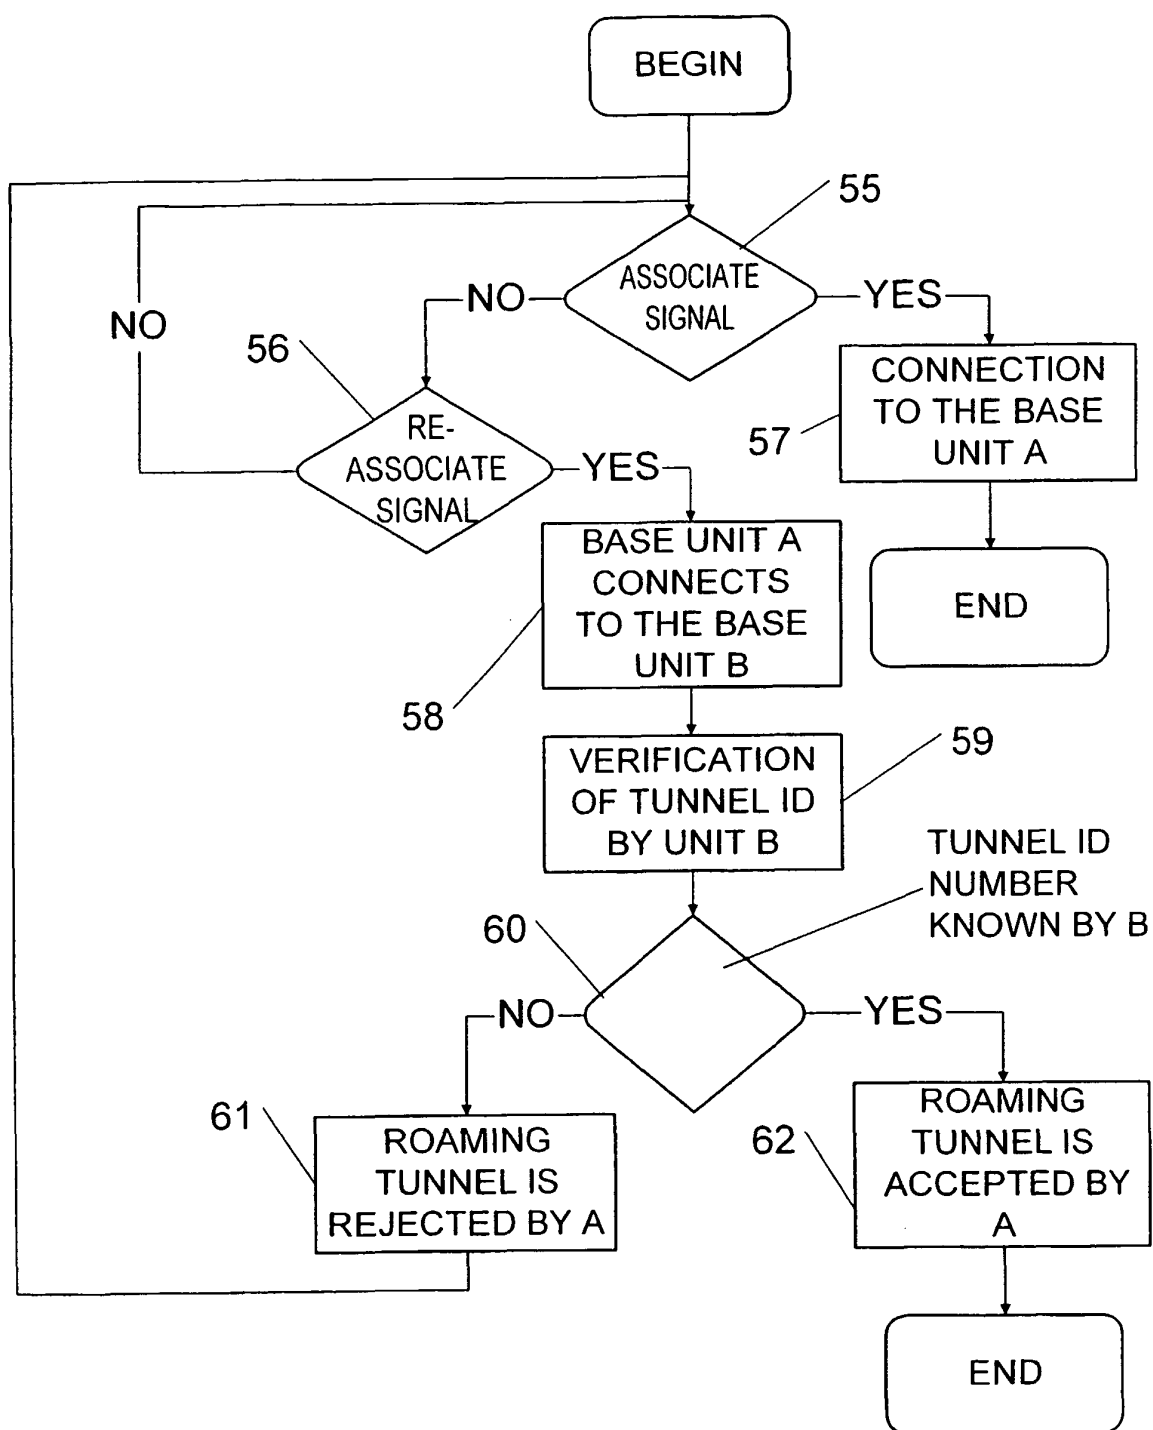 BEGIN
55
ASSOCIATE
SIGNAL
NO
YES
NO
56
RE-
ASSOCIATE
SIGNAL
YES
CONNECTION
TO THE BASE
UNIT A
57
BASE UNIT A
CONNECTS
TO THE BASE
UNIT B
58
END
VERIFICATION
OF TUNNEL ID
BY UNIT B
59
TUNNEL ID
NUMBER
KNOWN BY B
60
NO
YES
61
ROAMING
TUNNEL IS
REJECTED BY A
62
ROAMING
TUNNEL IS
ACCEPTED BY
A
END